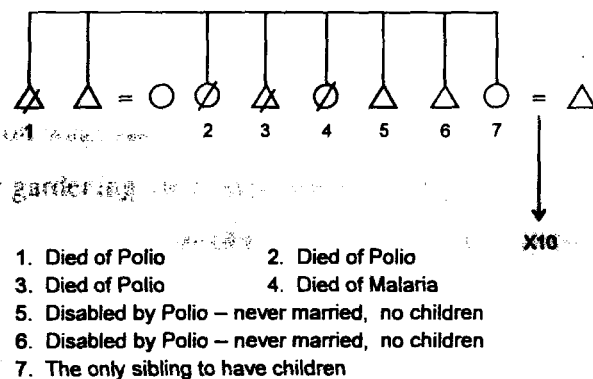 1 2 3 4 5 6 7
gardering
X10
1. Died of Polio 2. Died of Polio
3. Died of Polio 4. Died of Malaria
5. Disabled by Polio – never married, no children
6. Disabled by Polio – never married, no children
7. The only sibling to have children